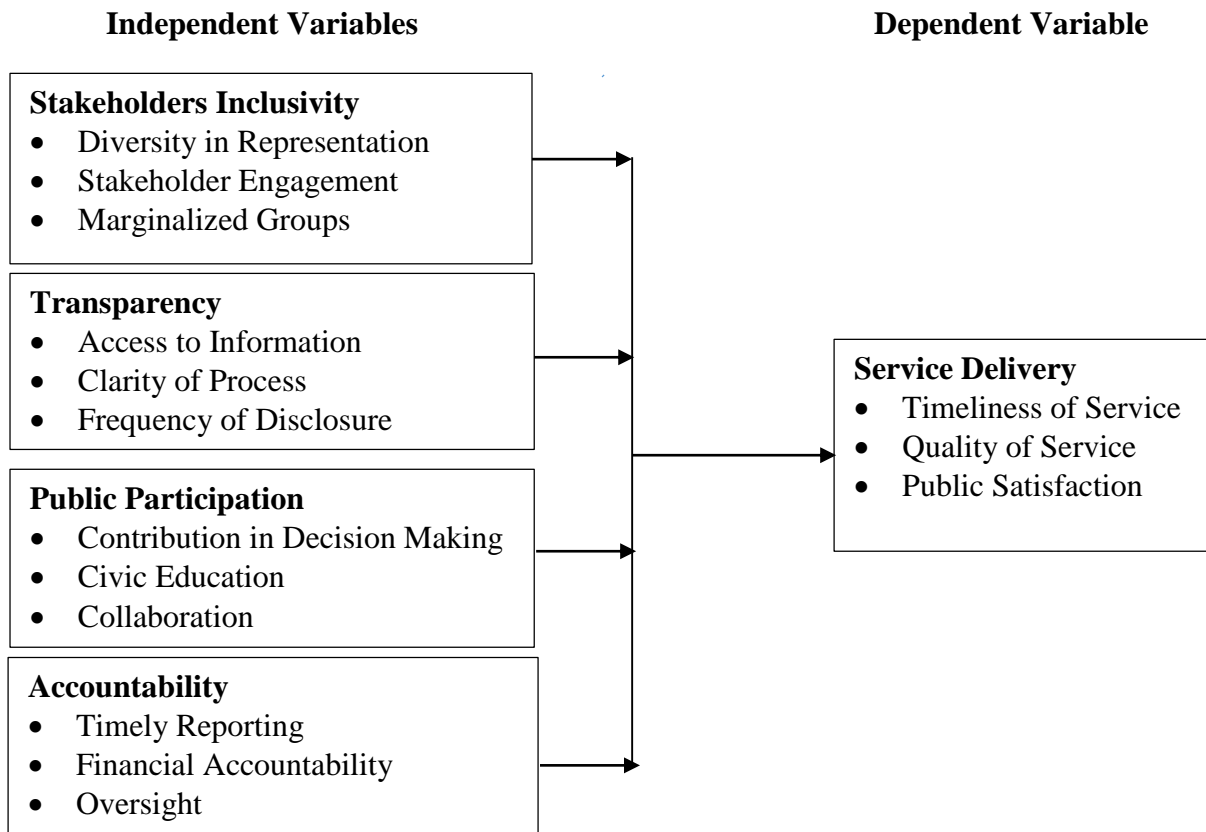 Independent Variables
Dependent Variable
Stakeholders Inclusivity
• Diversity in Representation
• Stakeholder Engagement
• Marginalized Groups
Transparency
• Access to Information
• Clarity of Process
• Frequency of Disclosure
Public Participation
• Contribution in Decision Making
• Civic Education
• Collaboration
Accountability
• Timely Reporting
• Financial Accountability
• Oversight
Service Delivery
• Timeliness of Service
• Quality of Service
• Public Satisfaction